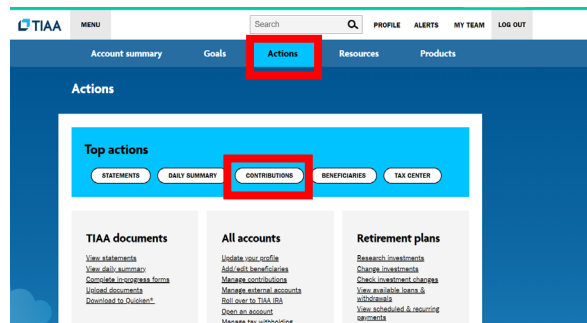 TIAA MENU Search PROFILE ALERTS MY TEAM LOG OUT
Account summary Goals Actions Resources Products
Actions
Top actions
STATEMENTS DAILY SUMMARY CONTRIBUTIONS BENEFICIARIES TAX CENTER
TIAA documents
View statements
View daily summary
Complete in-progress forms
Upload documents
Download to Quicken®
All accounts
Update your profile
Add/edit beneficiaries
Manage contributions
Manage external accounts
Roll over to TIAA IRA
Open an account
Manage tax withholding
Retirement plans
Research investments
Change investments
Check investment changes
View available loans &
withdrawals
View scheduled & recurring
payments